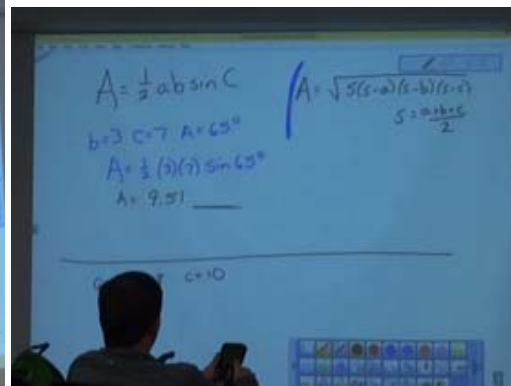 A = 1/2 ab sin C
b=3 c=7 A=65°
A = 1/2 (3)(7) sin 65°
A = 9.51
A = √s(s-a)(s-b)(s-c)
s = a+b+c/2
c=10